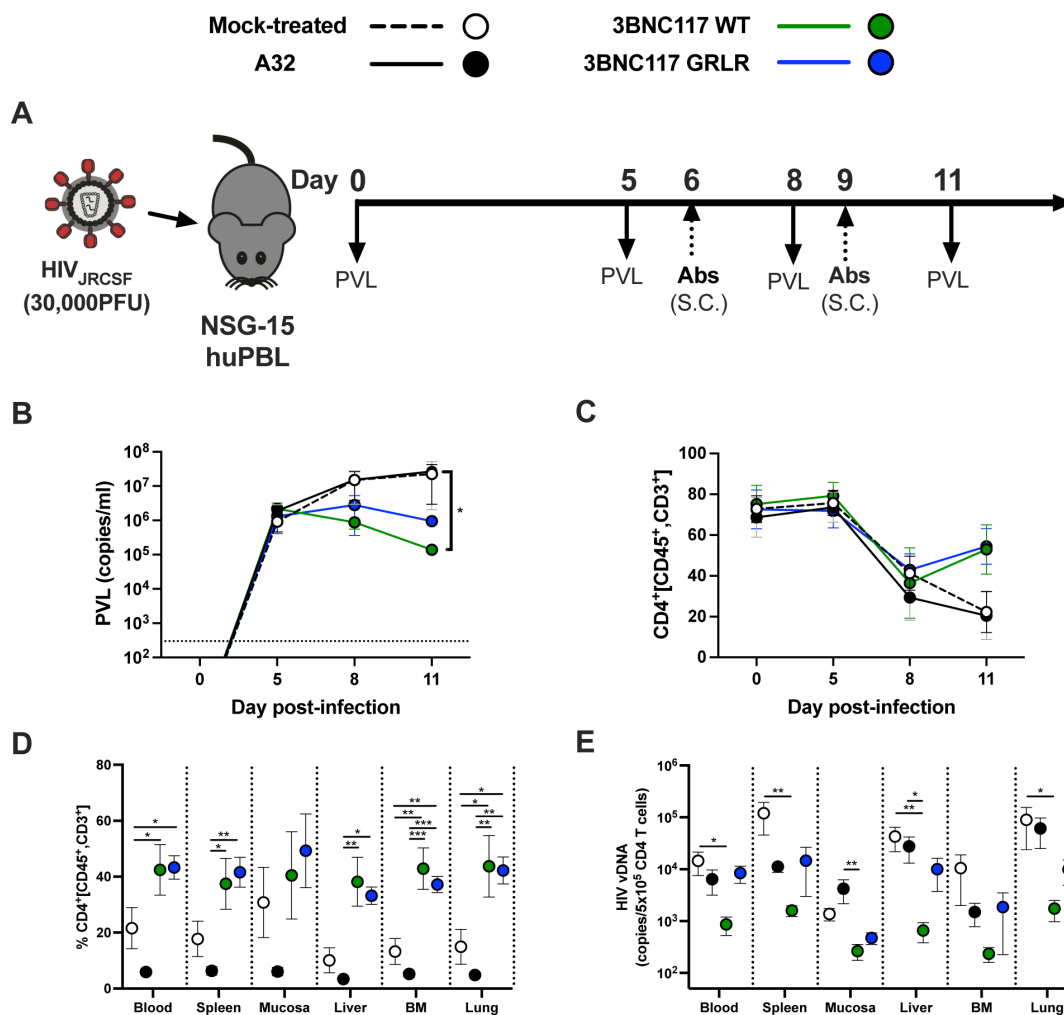 Mock-treated 3BNC117 WT
A32 3BNC117 GRLR
A
Day 0 5 6 8 9 11
PVL PVL Abs PVL Abs PVL
(S.C.) (S.C.)
HIVJRCSF
(30,000PFU)
NSG-15
huPBL
B
PVL (copies/ml)
10⁸
10⁷
10⁶
10⁵
10⁴
10³
10²
*
0 5 8 11
Day post-infection
C
CD4⁺[CD45⁺,CD3⁺]
100
80
60
40
20
0
0 5 8 11
Day post-infection
D
% CD4⁺[CD45⁺,CD3⁺]
80
60
40
20
0
* * ** * * ** ** ** *** *** * * ** **
Blood Spleen Mucosa Liver BM Lung
E
HIV vDNA
(copies/5x10⁵ CD4 T cells)
10⁶
10⁵
10⁴
10³
10²
* ** ** * ** *
Blood Spleen Mucosa Liver BM Lung